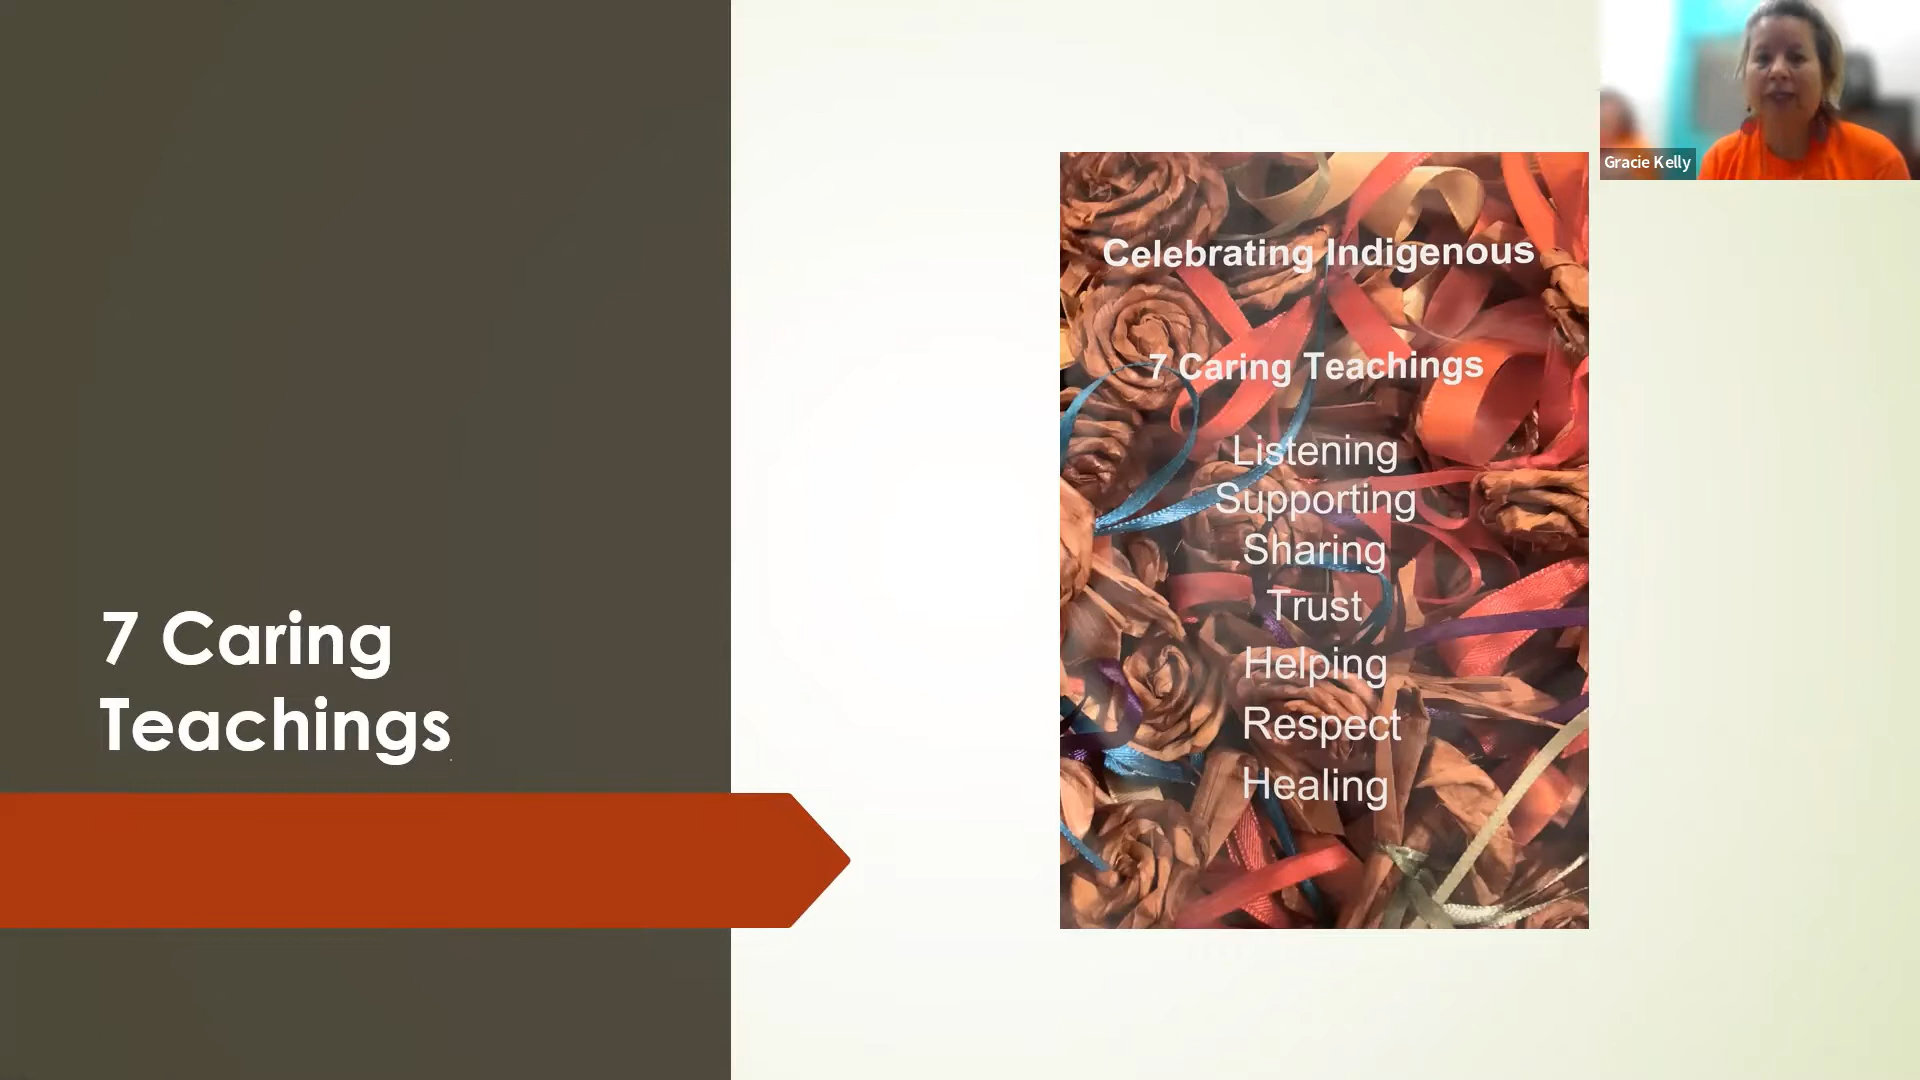 7 Caring
Teachings
Celebrating Indigenous
7 Caring Teachings
Listening
Supporting
Sharing
Trust
Helping
Respect
Healing
Gracie Kelly